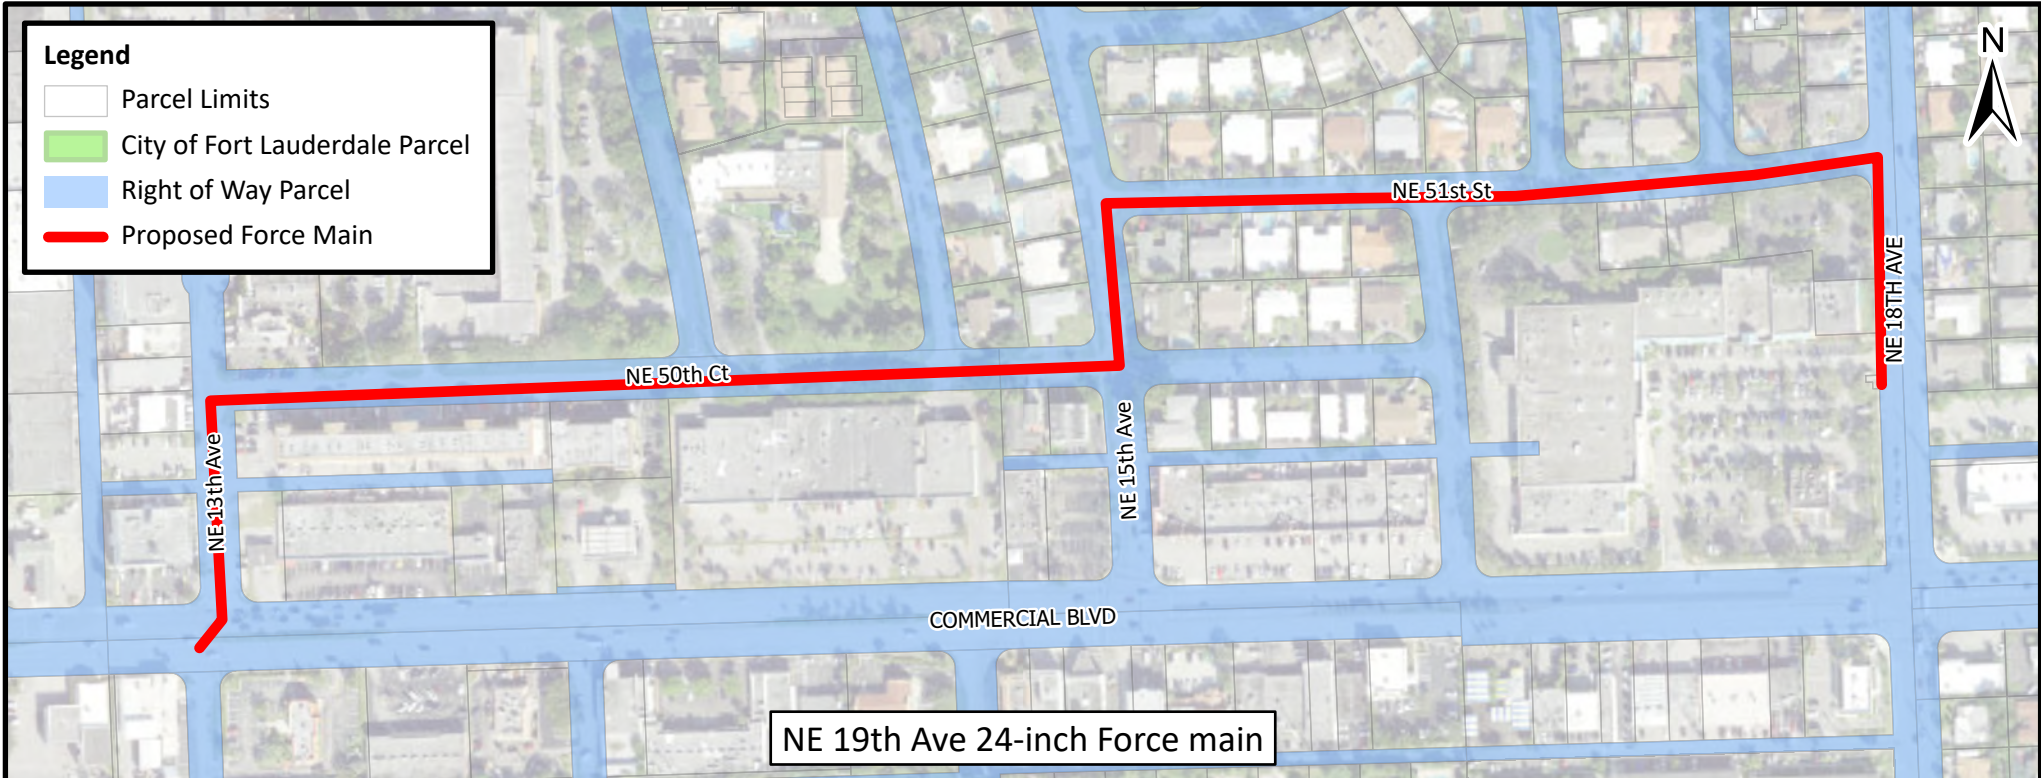 Legend
Parcel Limits
City of Fort Lauderdale Parcel
Right of Way Parcel
Proposed Force Main
N
NE 51st St
NE 18TH AVE
NE 50th Ct
NE 13th Ave
NE 15th Ave
COMMERCIAL BLVD
NE 19th Ave 24-inch Force main